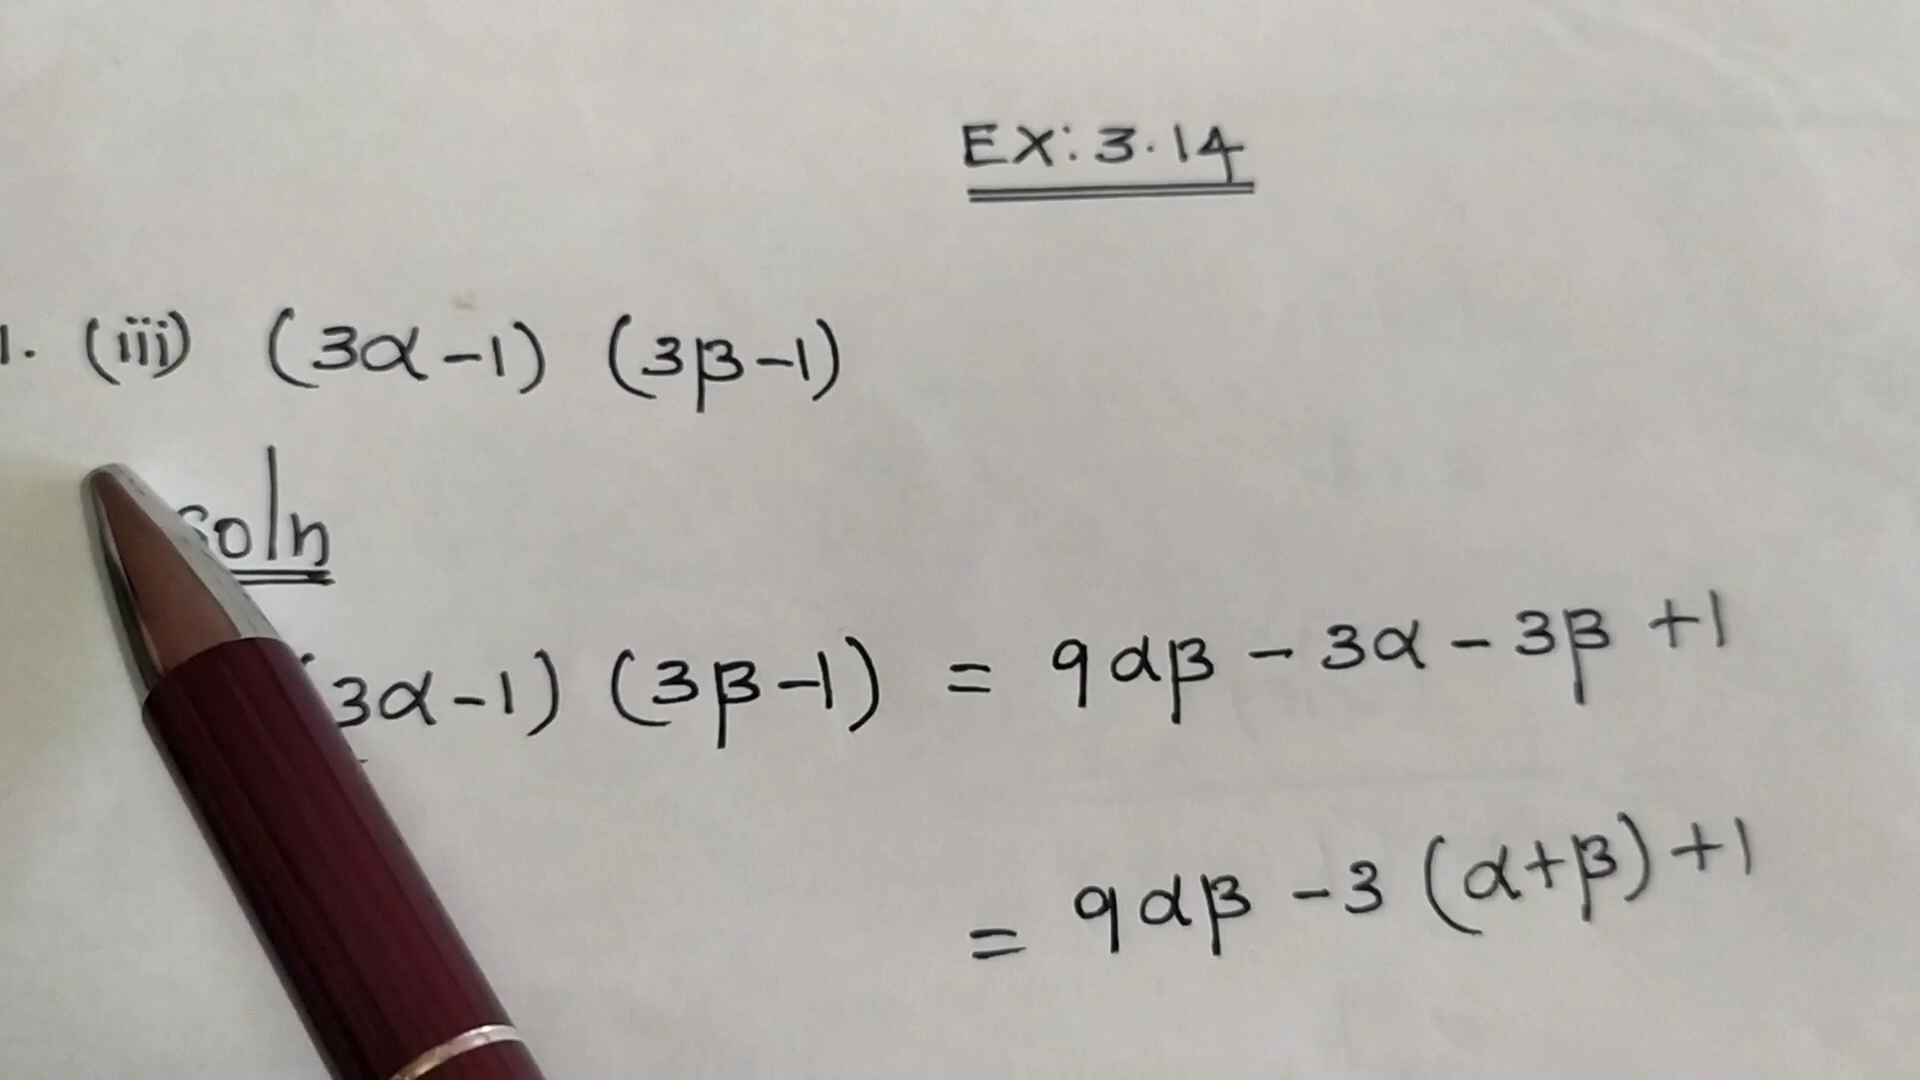 EX: 3.14
1. (iii) (3α-1) (3β-1)
soln
(3α-1) (3β-1) = 9αβ - 3α - 3β +1
= 9αβ - 3 (α+β) +1